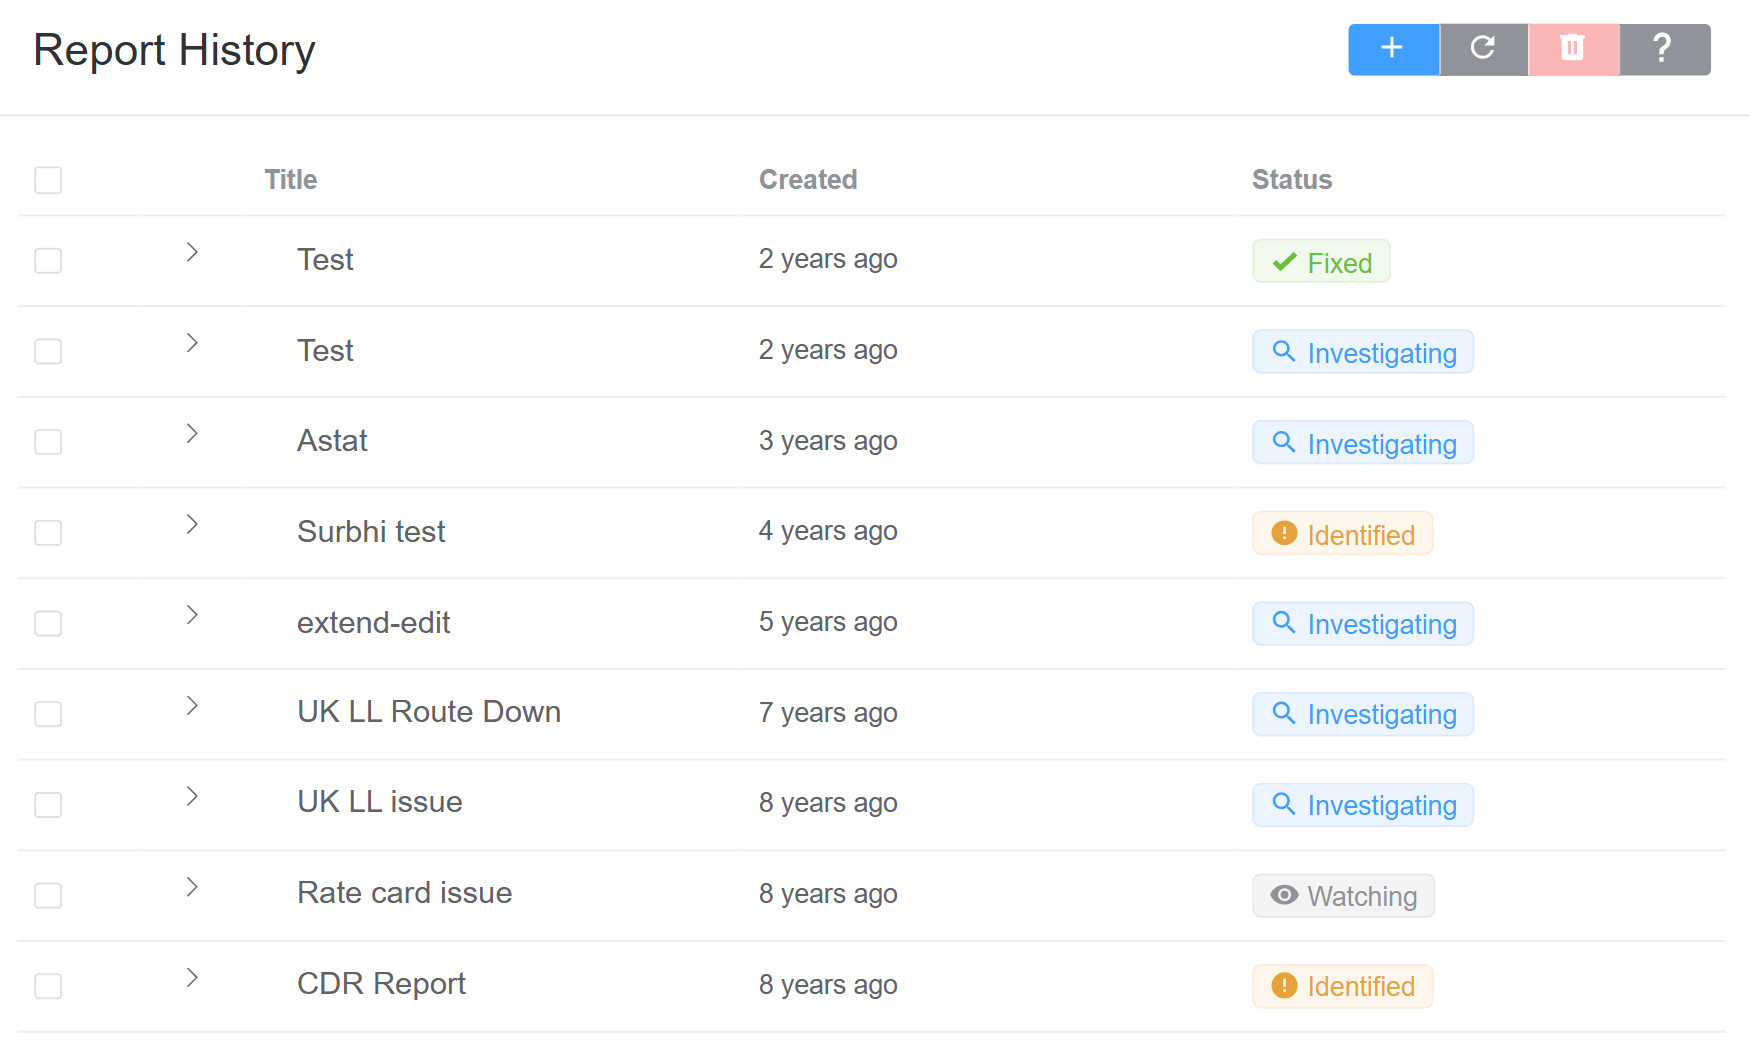 Report History
Title Created Status
Test 2 years ago Fixed
Test 2 years ago Investigating
Astat 3 years ago Investigating
Surbhi test 4 years ago Identified
extend-edit 5 years ago Investigating
UK LL Route Down 7 years ago Investigating
UK LL issue 8 years ago Investigating
Rate card issue 8 years ago Watching
CDR Report 8 years ago Identified